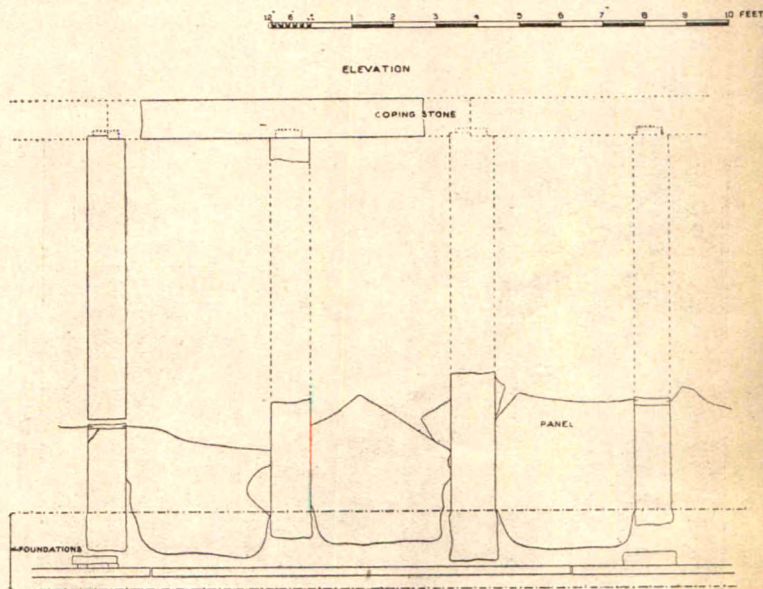 12" 6 0 1 2 3 4 5 6 7 8 9 10 FEET
ELEVATION
COPING STONE
PANEL
FOUNDATIONS